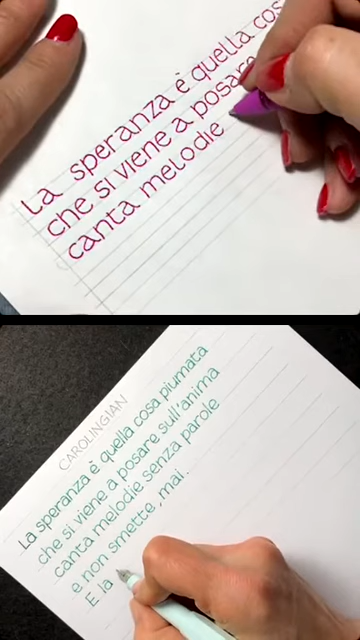 La speranza è quella cos
che si viene a posare
canta melodie
CAROLINGIAN
La speranza è quella cosa piumata
che si viene a posare sull'anima
canta melodie senza parole
e non smette, mai.
E la